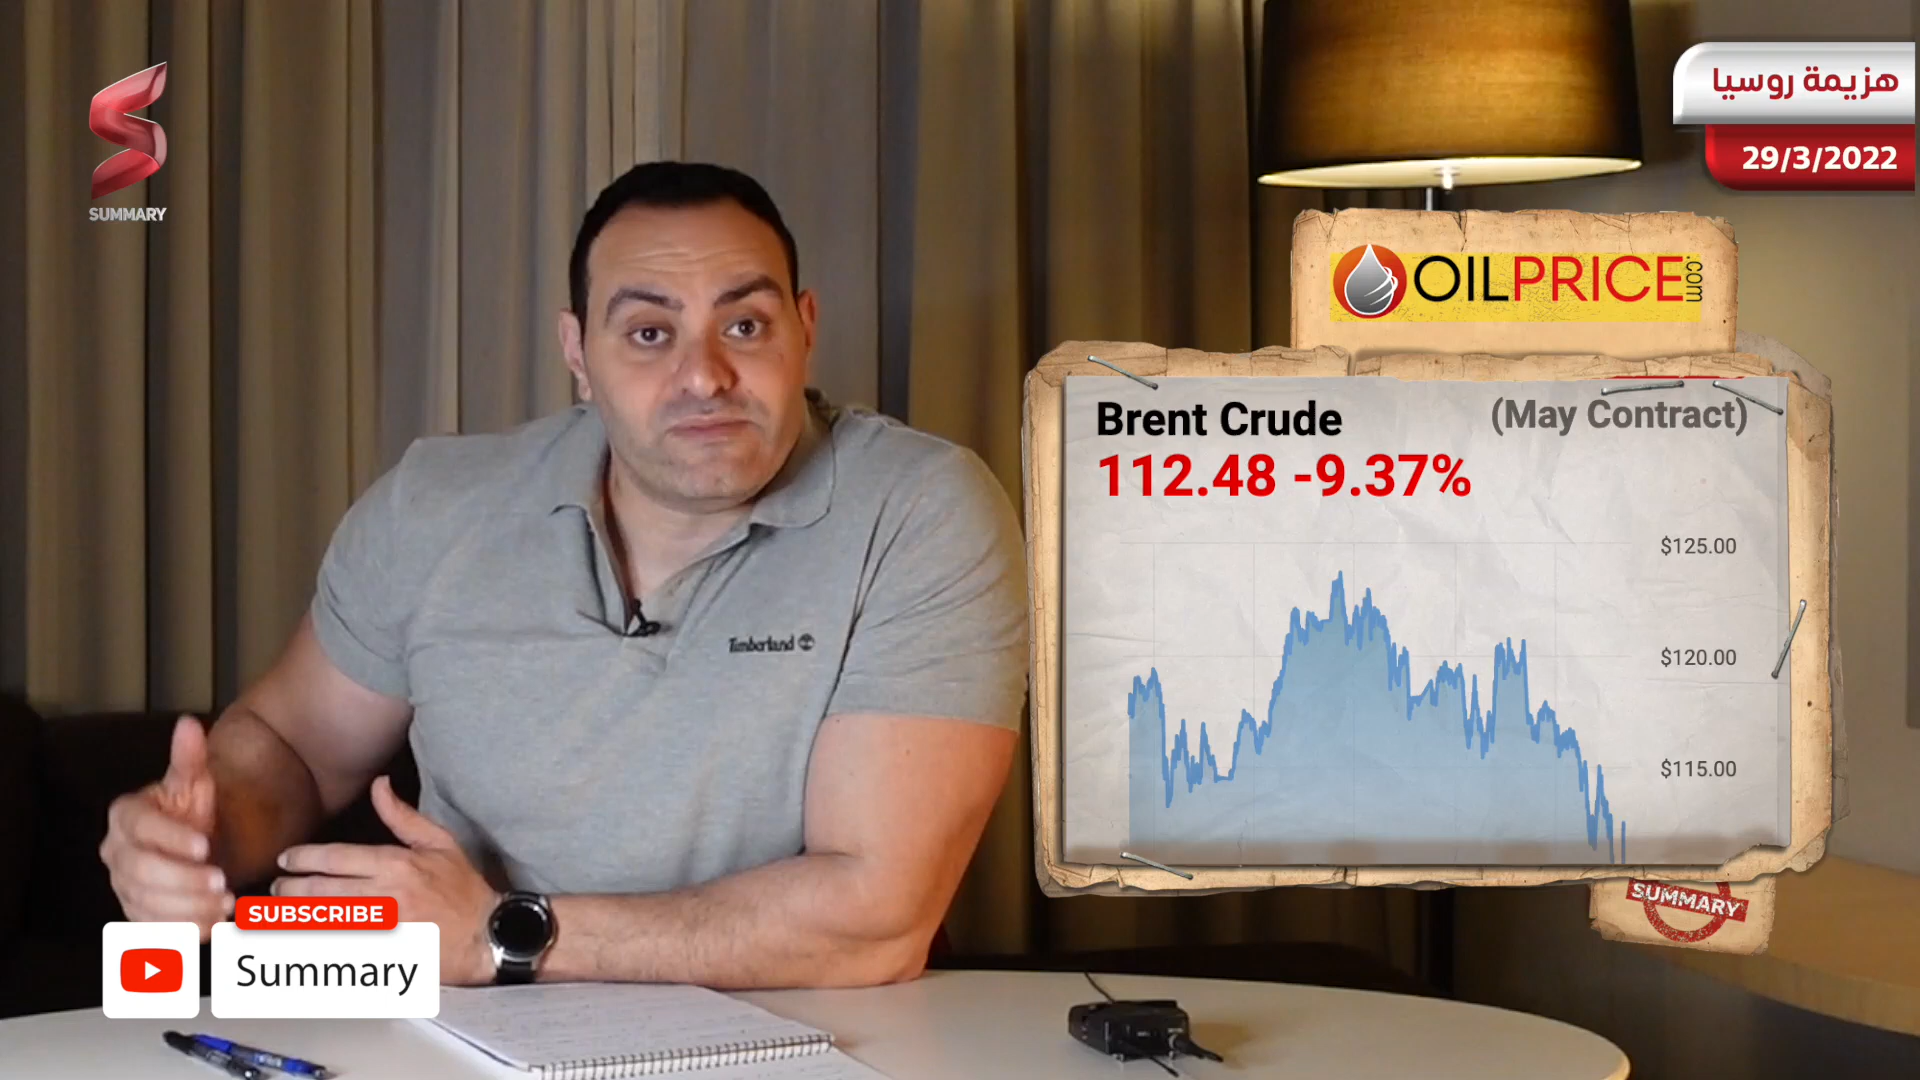 هزيمة روسيا
29/3/2022
SUMMARY
OILPRICE.com
Brent Crude
(May Contract)
112.48 -9.37%
$125.00
$120.00
$115.00
Timberland
SUMMARY
SUBSCRIBE
Summary